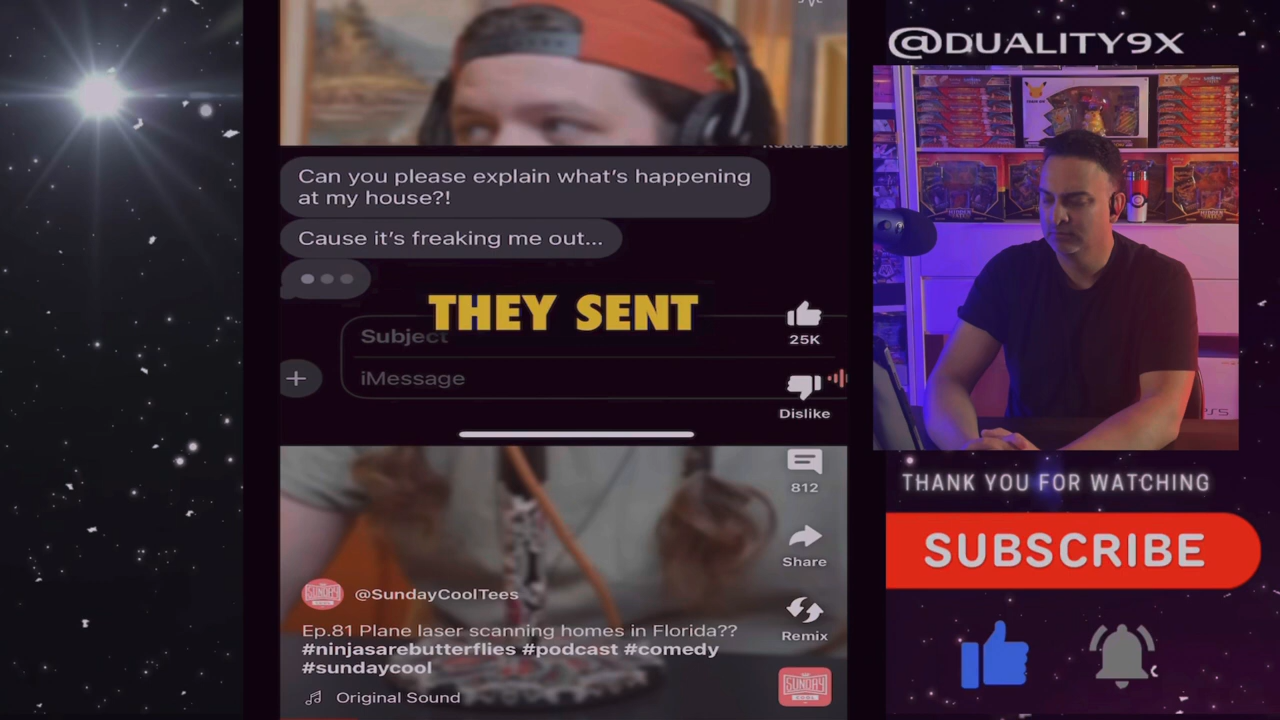 @DUALITY9X
Can you please explain what's happening
at my house?!
Cause it's freaking me out...
THEY SENT
Subject
iMessage
25K
Dislike
812
Share
Remix
@SundayCoolTees
Ep.81 Plane laser scanning homes in Florida??
#ninjasarebutterflies #podcast #comedy
#sundaycool
Original Sound
SUNDAY
COOL
THANK YOU FOR WATCHING
SUBSCRIBE